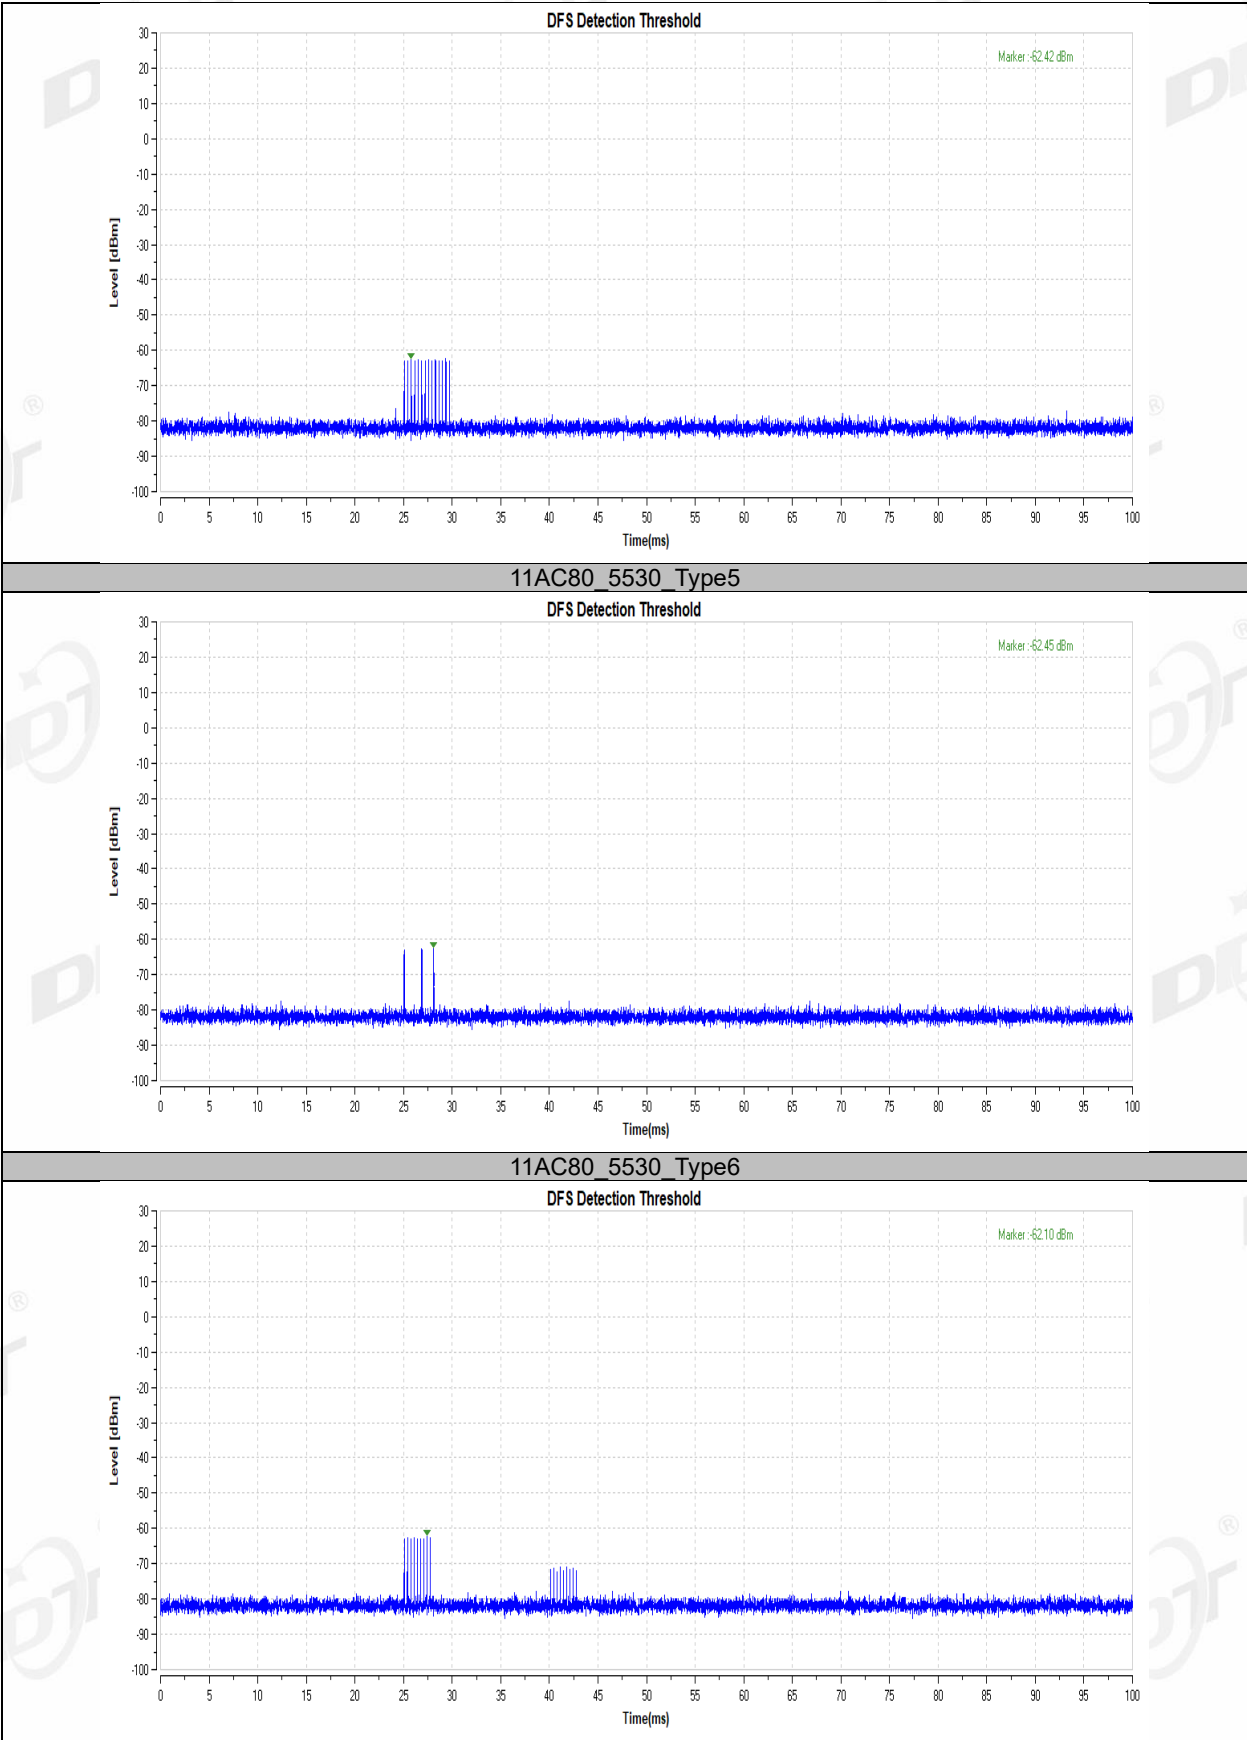 DFS Detection Threshold
Marker :-62.42 dBm
30
20
10
0
-10
-20
-30
-40
-50
-60
-70
-80
-90
-100
Level [dBm]
0 5 10 15 20 25 30 35 40 45 50 55 60 65 70 75 80 85 90 95 100
Time(ms)
11AC80_5530_Type5
DFS Detection Threshold
Marker :-62.45 dBm
30
20
10
0
-10
-20
-30
-40
-50
-60
-70
-80
-90
-100
Level [dBm]
0 5 10 15 20 25 30 35 40 45 50 55 60 65 70 75 80 85 90 95 100
Time(ms)
11AC80_5530_Type6
DFS Detection Threshold
Marker :-62.10 dBm
30
20
10
0
-10
-20
-30
-40
-50
-60
-70
-80
-90
-100
Level [dBm]
0 5 10 15 20 25 30 35 40 45 50 55 60 65 70 75 80 85 90 95 100
Time(ms)